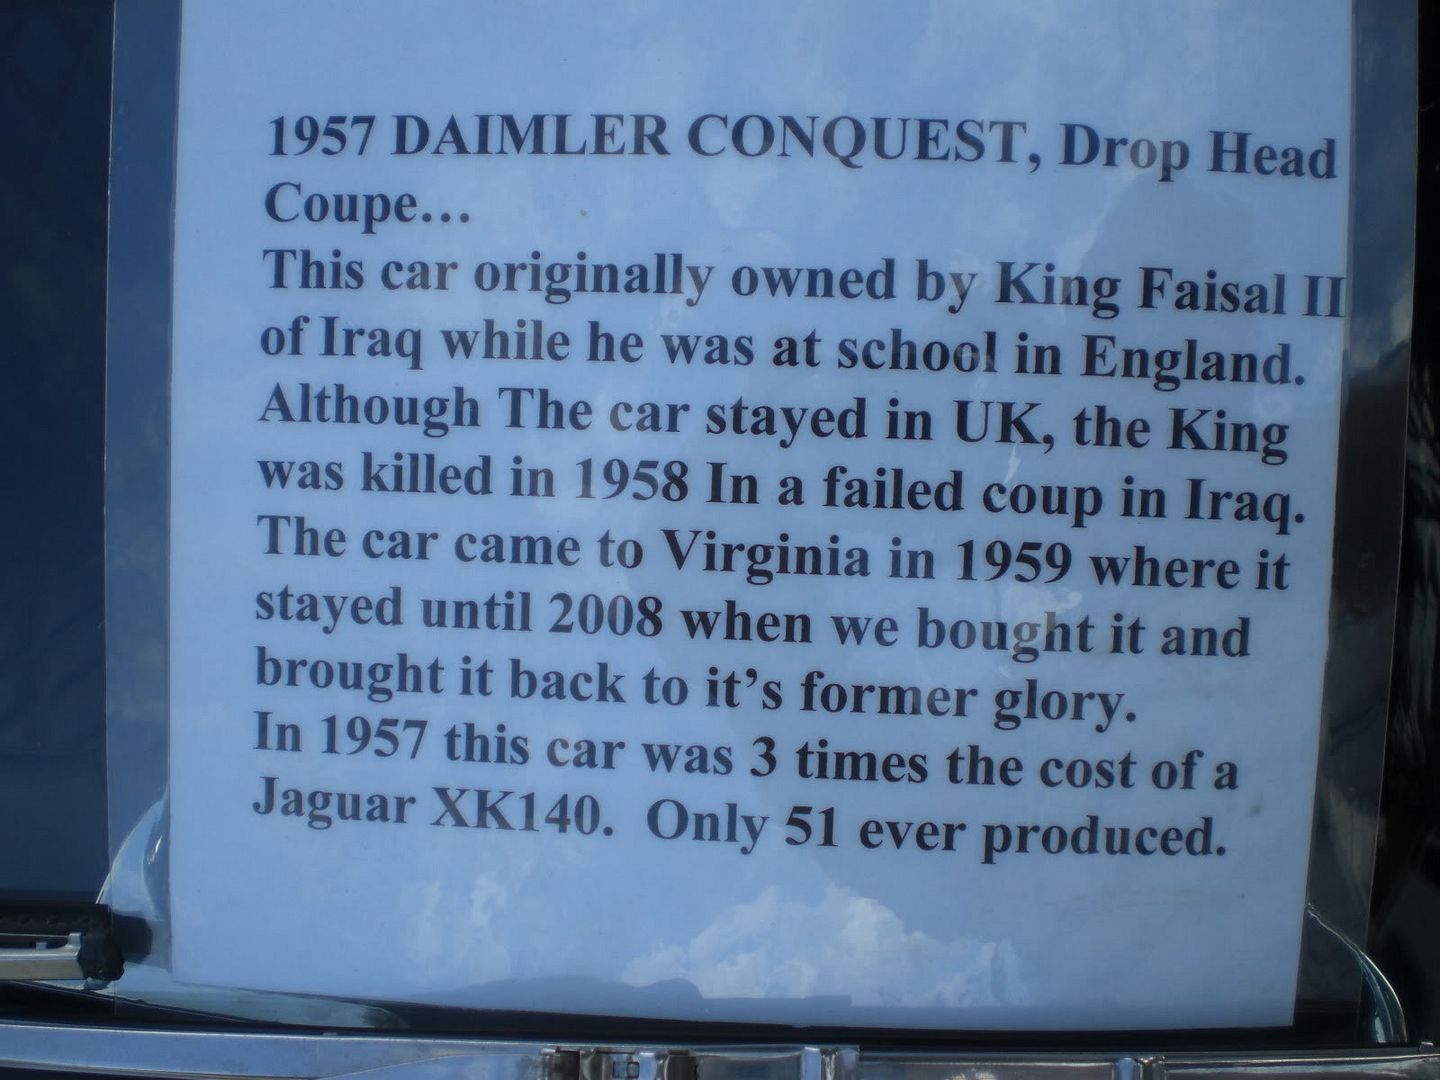 1957 DAIMLER CONQUEST, Drop Head
Coupe...
This car originally owned by King Faisal II
of Iraq while he was at school in England.
Although The car stayed in UK, the King
was killed in 1958 In a failed coup in Iraq.
The car came to Virginia in 1959 where it
stayed until 2008 when we bought it and
brought it back to it’s former glory.
In 1957 this car was 3 times the cost of a
Jaguar XK140.  Only 51 ever produced.